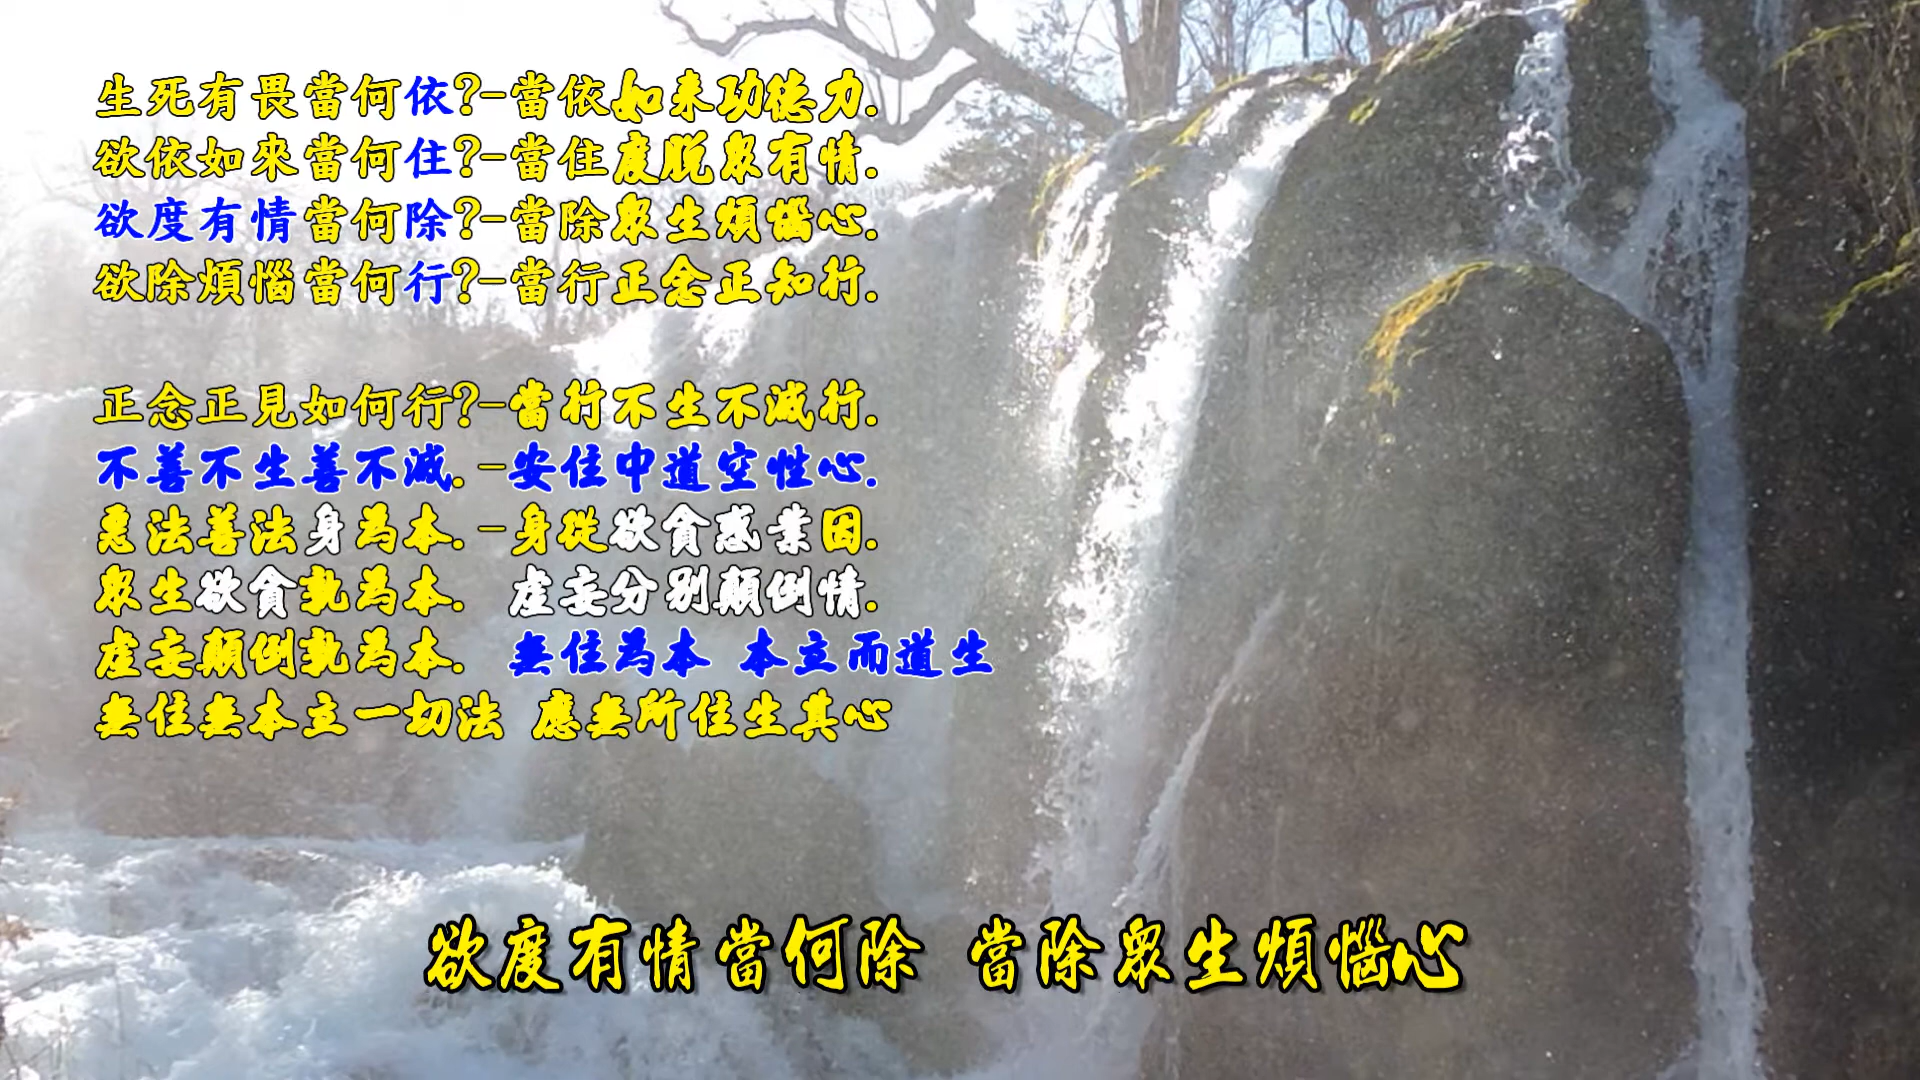 生死有畏當何依?-當依如来功德力.
欲依如來當何住?-當住度脫眾有情.
欲度有情當何除?-當除眾生煩惱心.
欲除煩惱當何行?-當行正念正知行.
正念正見如何行?-當行不生不滅行.
不善不生善不滅. -安住中道空性心.
惡法善法身為本. -身從欲貪惑業因.
眾生欲貪孰為本. 虛妄分別顛倒情.
虛妄顛倒孰為本. 無住為本 本立而道生
無住無本立一切法 應無所住生其心
欲度有情當何除 當除眾生煩惱心